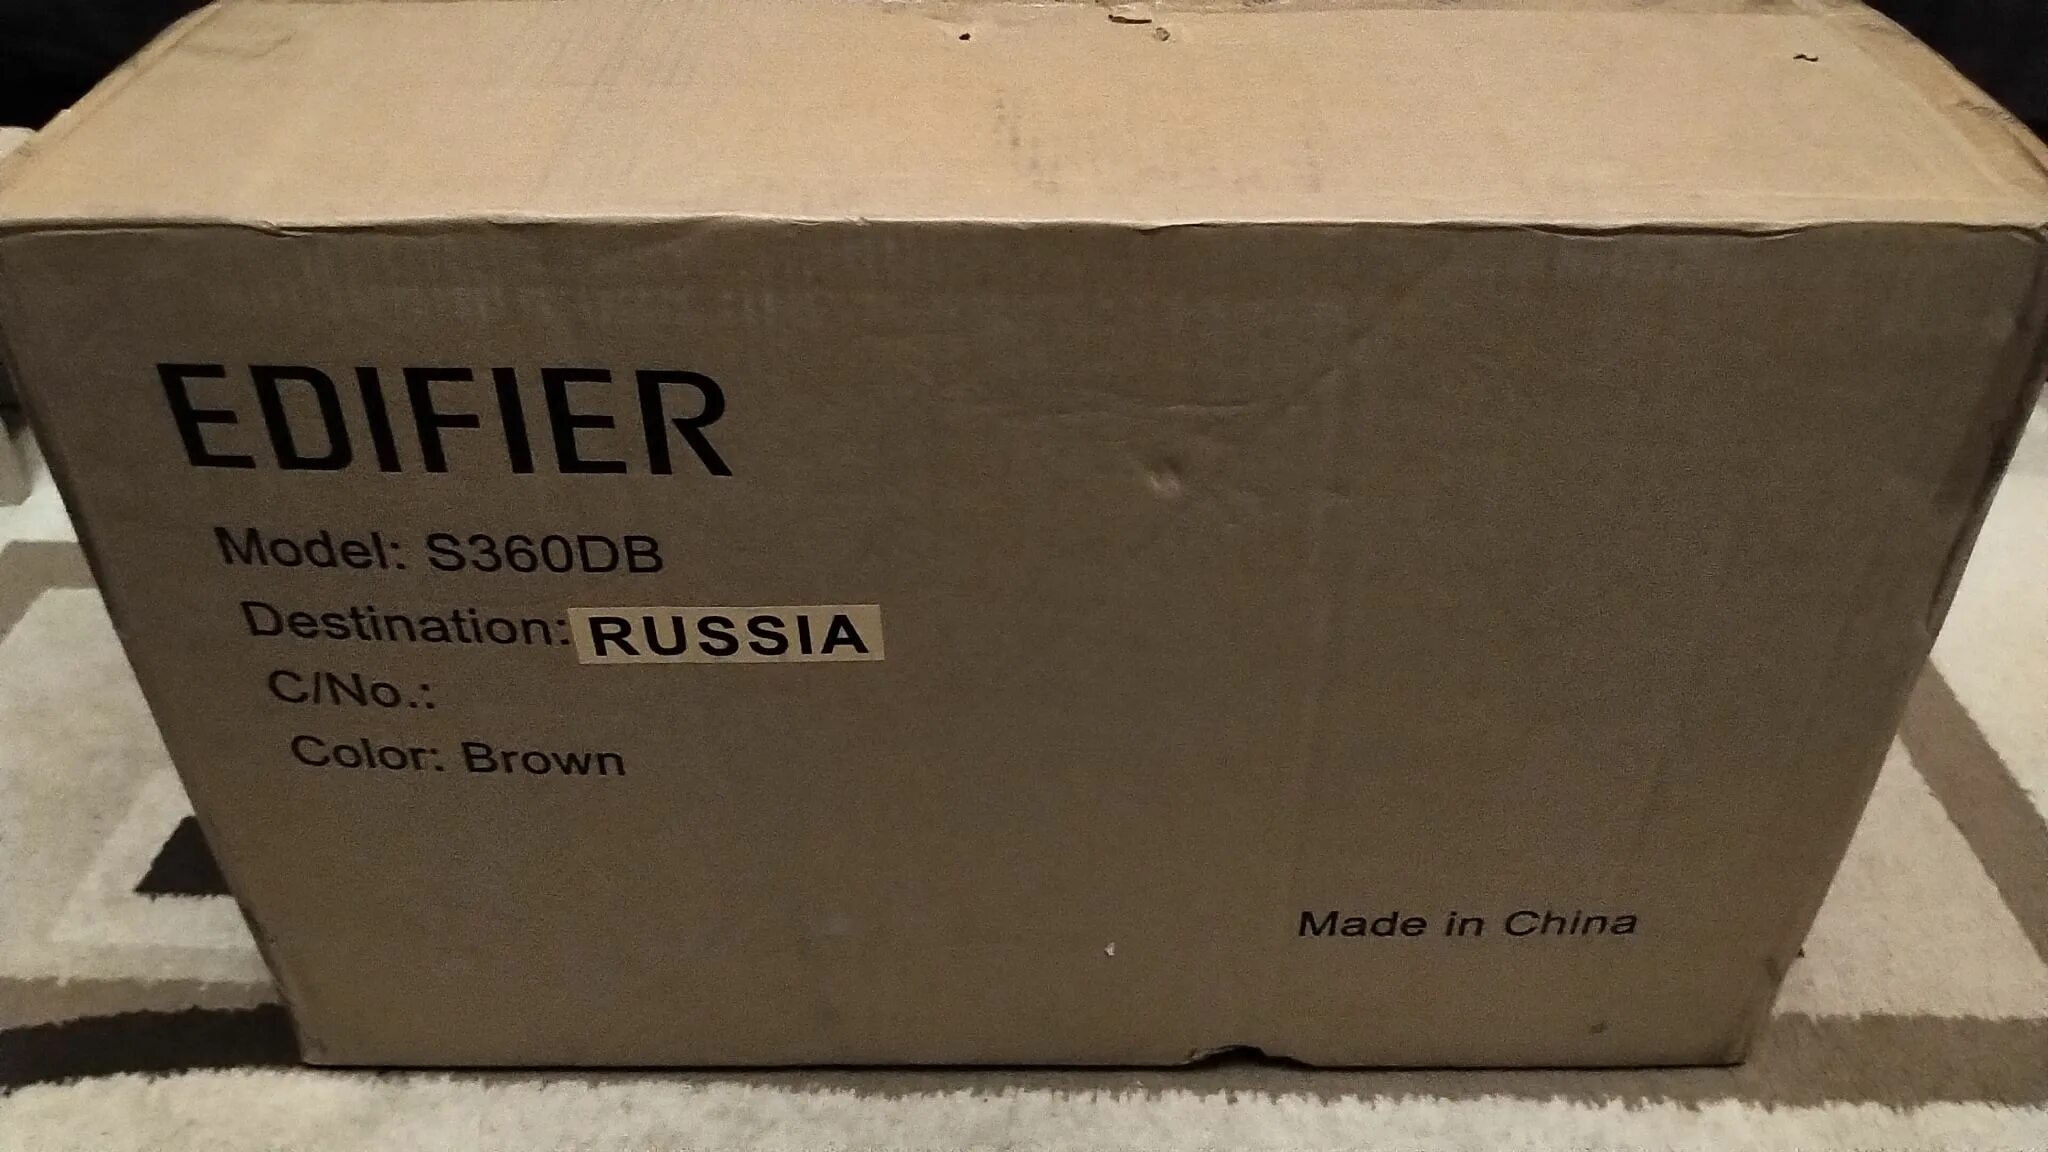 EDIFIER
Model: S360DB
Destination: RUSSIA
C/No.:
Color: Brown
Made in China